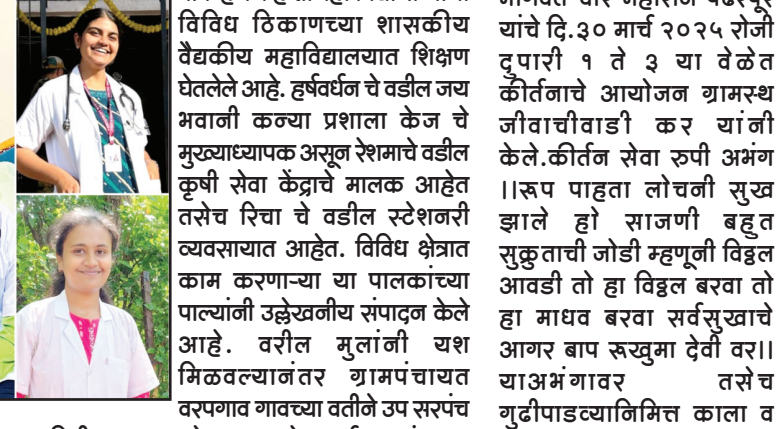 विविध ठिकाणच्या शासकीय
वैद्यकीय महाविद्यालयात शिक्षण
घेतलेले आहे. हर्षवर्धन चे वडील जय
भवानी कन्या प्रशाला केज चे
मुख्याध्यापक असून रेशमाचे वडील
कृषी सेवा केंद्राचे मालक आहेत
तसेच रिचा चे वडील स्टेशनरी
व्यवसायात आहेत. विविध क्षेत्रात
काम करणाऱ्या या पालकांच्या
पाल्यांनी उल्लेखनीय संपादन केले
आहे. वरील मुलांनी यश
मिळवल्यानंतर ग्रामपंचायत
वरपगाव गावच्या वतीने उप सरपंच
यांचे दि.३० मार्च २०२५ रोजी
दुपारी १ ते ३ या वेळेत
कीर्तनाचे आयोजन ग्रामस्थ
जीवाचीवाडी कर यांनी
केले.कीर्तन सेवा रुपी अभंग
||रूप पाहता लोचनी सुख
झाले हो साजणी बहुत
सुक्रुताची जोडी म्हणूनी विठ्ठल
आवडी तो हा विठ्ठल बरवा तो
हा माधव बरवा सर्वसुखाचे
आगर बाप रूखुमा देवी वर||
याअभंगावर तसेच
गुढीपाडव्यानिमित्त काला व